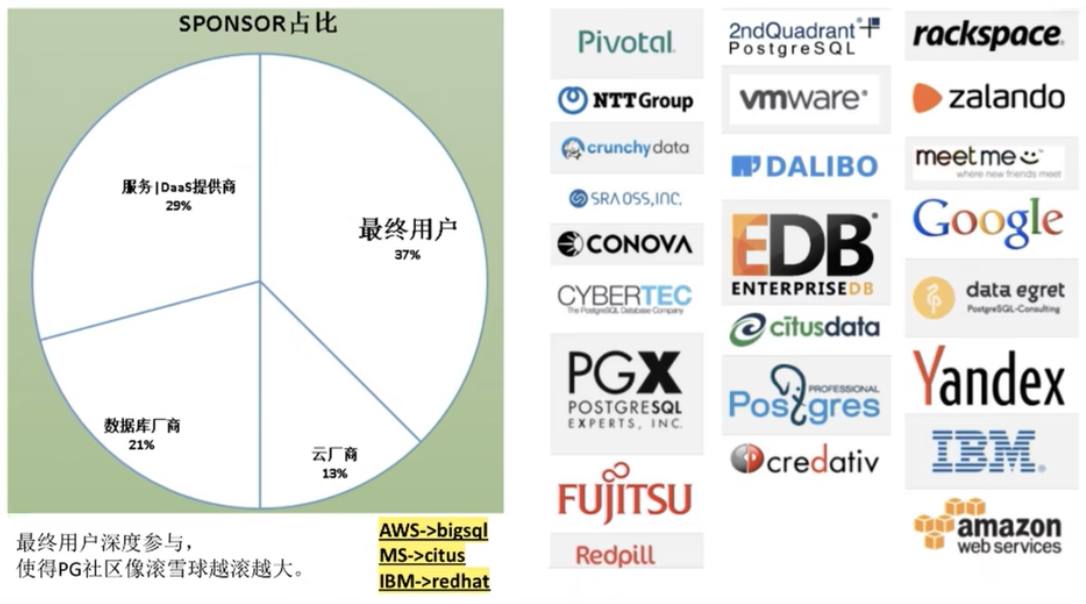 SPONSOR占比
服务|DaaS提供商
29%
最终用户
37%
数据库厂商
21%
云厂商
13%
最终用户深度参与，
使得PG社区像滚雪球越滚越大。
AWS->bigsql
MS->citus
IBM->redhat
Pivotal.
NTT Group
crunchy data
SRA OSS, INC.
CONOVA
CYBERTEC
The PostgreSQL Database Company
PGX
POSTGRESQL
EXPERTS, INC.
FUJITSU
Redpill
2ndQuadrant
PostgreSQL
vmware®
DALIBO
EDB
ENTERPRISEDB
citusdata
PROFESSIONAL
Postgres
credativ
rackspace.
zalando
meet me
where new friends meet
Google
data egret
PostgreSQL-Consulting
Yandex
IBM®
amazon
web services